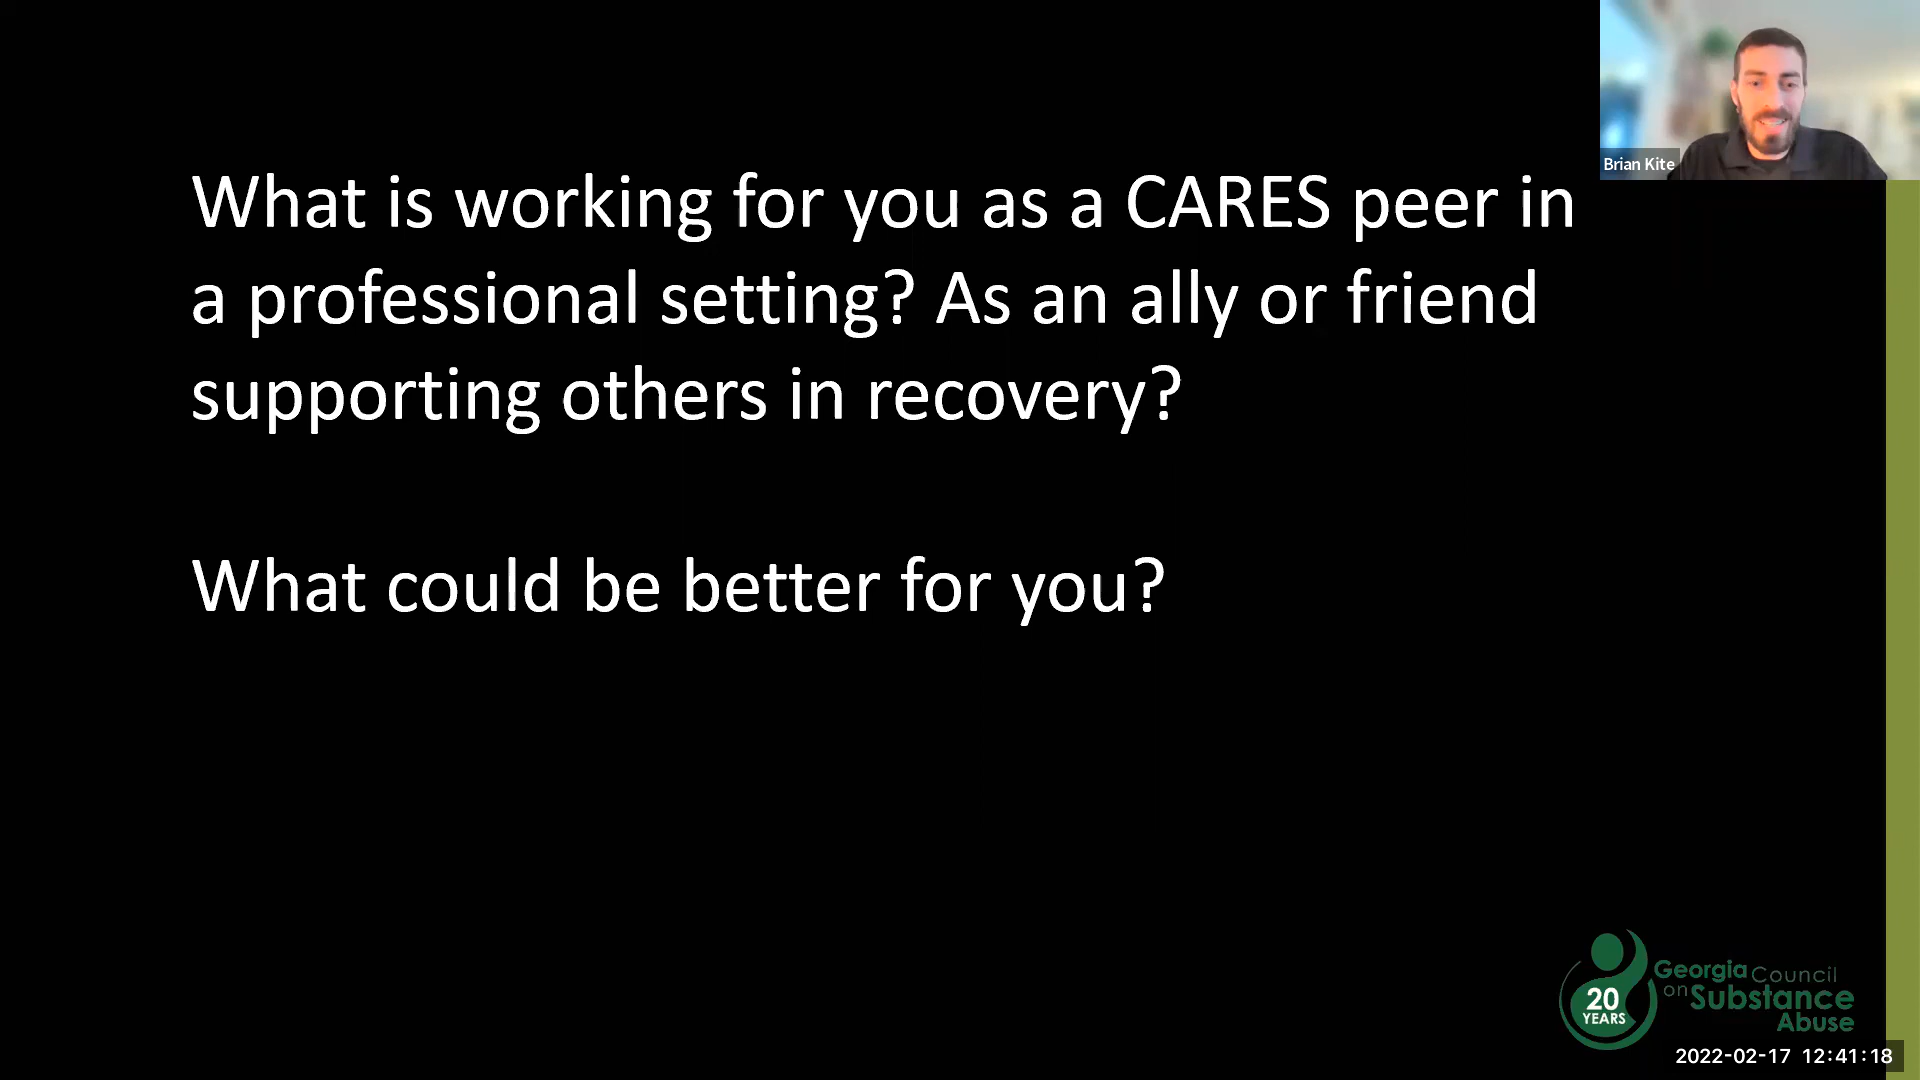 Brian Kite
What is working for you as a CARES peer in
a professional setting? As an ally or friend
supporting others in recovery?
What could be better for you?
20
YEARS
Georgia Council
on Substance
Abuse
2022-02-17 12:41:18